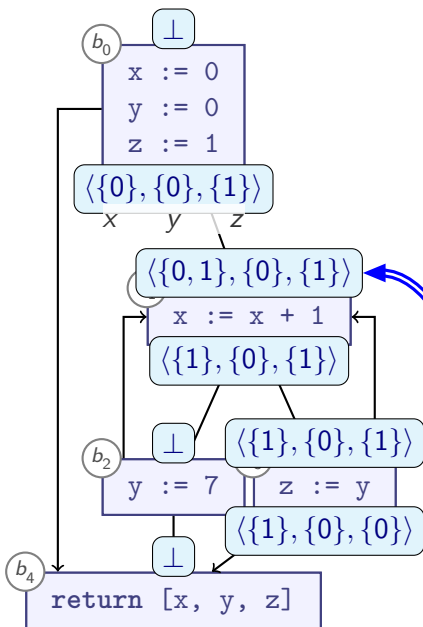 ⊥
b₀
x := 0
y := 0
z := 1
⟨{0}, {0}, {1}⟩
x y z
⟨{0, 1}, {0}, {1}⟩
x := x + 1
⟨{1}, {0}, {1}⟩
⊥
⟨{1}, {0}, {1}⟩
b₂
y := 7
z := y
⟨{1}, {0}, {0}⟩
⊥
b₄
return [x, y, z]